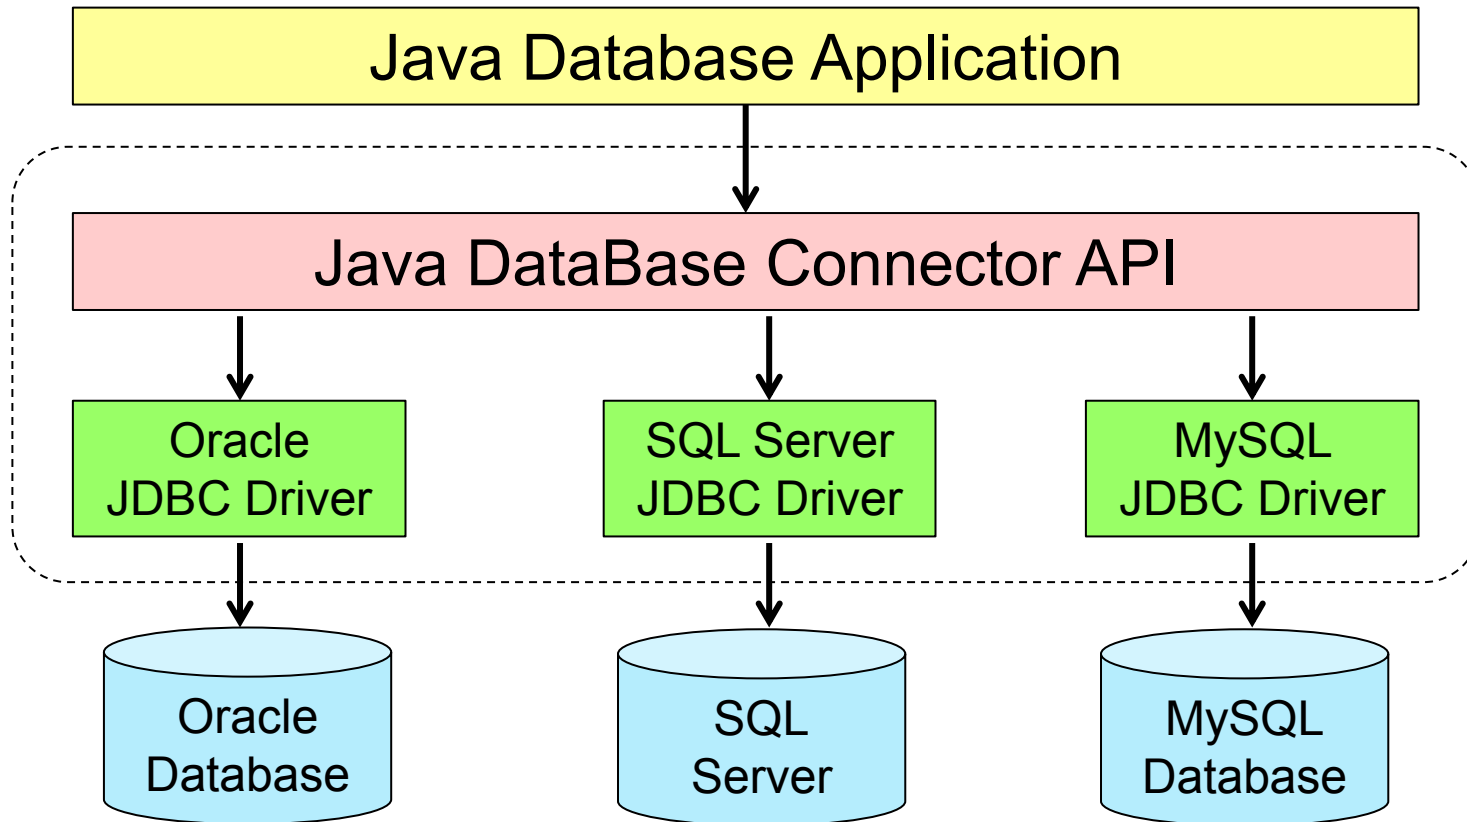 Java Database Application
Java DataBase Connector API
Oracle
JDBC Driver
SQL Server
JDBC Driver
MySQL
JDBC Driver
Oracle
Database
SQL
Server
MySQL
Database